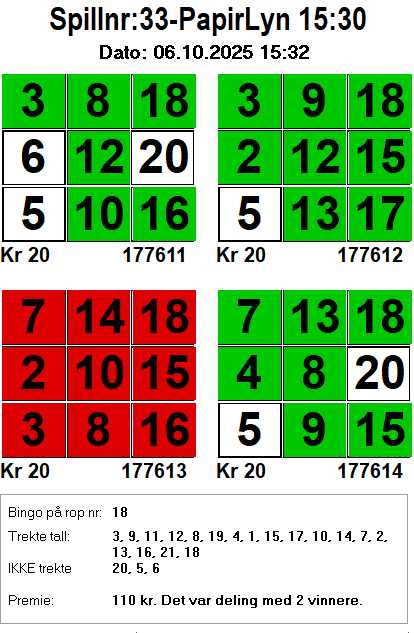 Spillnr:33-PapirLyn 15:30
Dato: 06.10.2025 15:32
3 8 18 3 9 18
6 12 20 2 12 15
5 10 16 5 13 17
Kr 20 177611 Kr 20 177612
7 14 18 7 13 18
2 10 15 4 8 20
3 8 16 5 9 15
Kr 20 177613 Kr 20 177614
Bingo på rop nr: 18
Trekte tall: 3, 9, 11, 12, 8, 19, 4, 1, 15, 17, 10, 14, 7, 2,
13, 16, 21, 18
IKKE trekte 20, 5, 6
Premie: 110 kr. Det var deling med 2 vinnere.